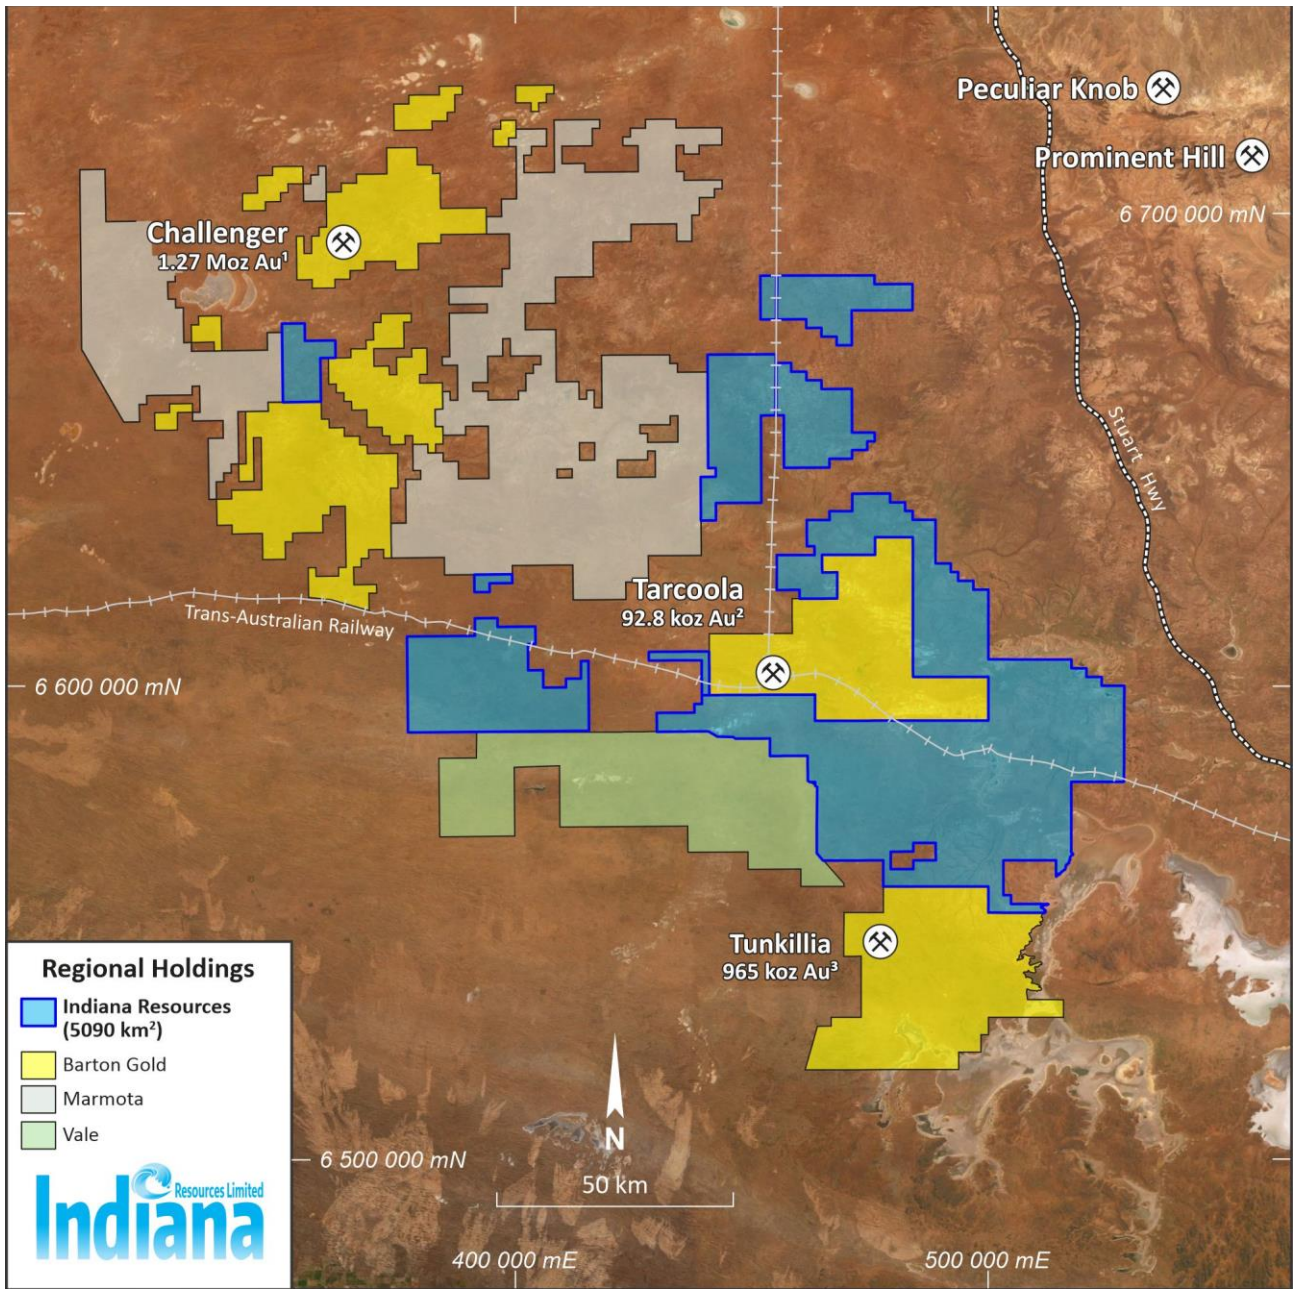 Peculiar Knob
Prominent Hill
6 700 000 mN
Challenger
1.27 Moz Au¹
Stuart Hwy
Tarcoola
92.8 koz Au²
Trans-Australian Railway
6 600 000 mN
Tunkillia
965 koz Au³
Regional Holdings
Indiana Resources
(5090 km²)
Barton Gold
Marmota
Vale
Resources Limited
Indiana
N
50 km
6 500 000 mN
400 000 mE
500 000 mE